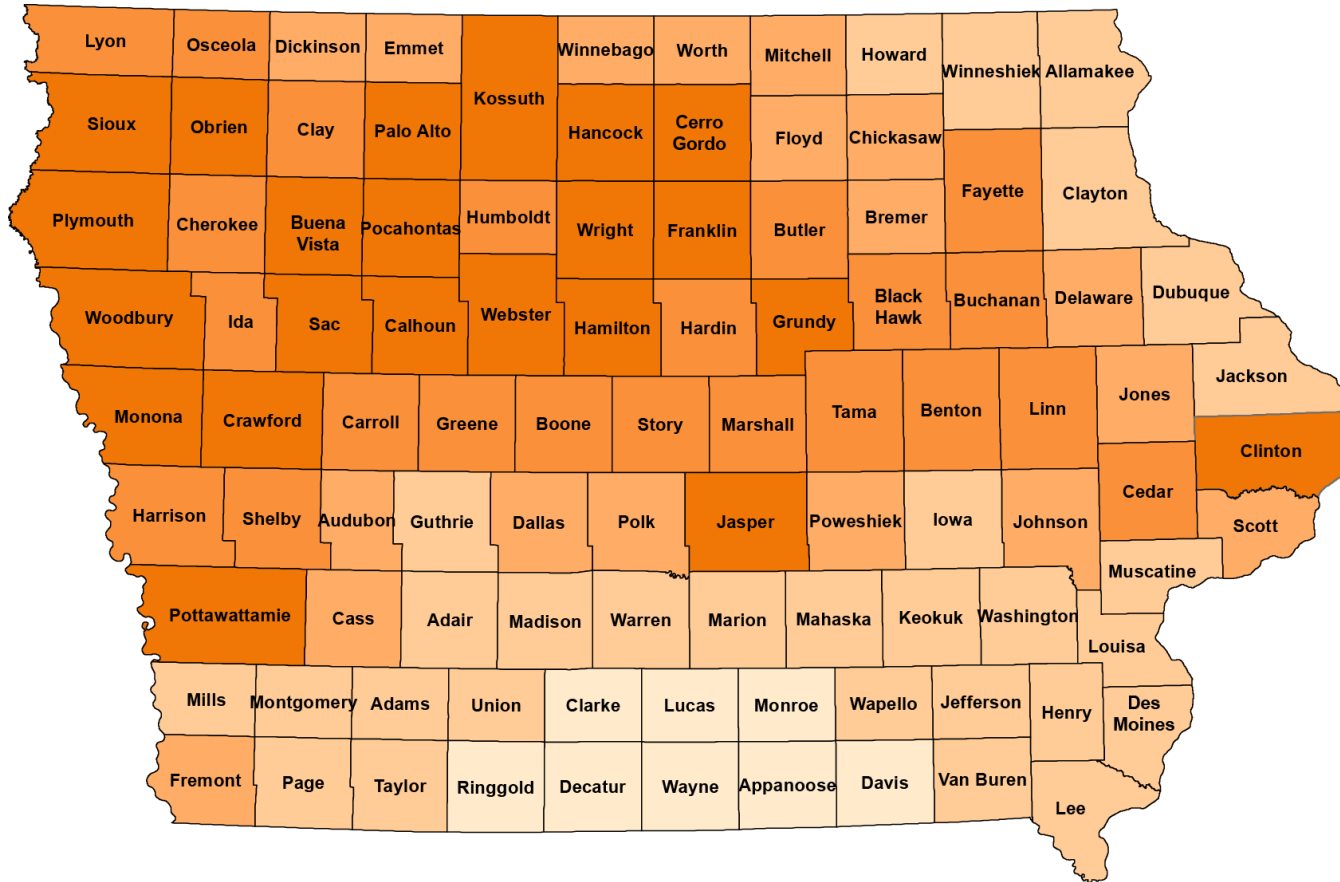 Lyon
Osceola
Dickinson
Emmet
Kossuth
Winnebago
Worth
Mitchell
Howard
Winneshiek
Allamakee
Sioux
Obrien
Clay
Palo Alto
Hancock
Cerro
Gordo
Floyd
Chickasaw
Fayette
Clayton
Plymouth
Cherokee
Buena
Vista
Pocahontas
Humboldt
Wright
Franklin
Butler
Bremer
Woodbury
Ida
Sac
Calhoun
Webster
Hamilton
Hardin
Grundy
Black
Hawk
Buchanan
Delaware
Dubuque
Monona
Crawford
Carroll
Greene
Boone
Story
Marshall
Tama
Benton
Linn
Jones
Jackson
Clinton
Harrison
Shelby
Audubon
Guthrie
Dallas
Polk
Jasper
Poweshiek
Iowa
Johnson
Cedar
Scott
Muscatine
Pottawattamie
Cass
Adair
Madison
Warren
Marion
Mahaska
Keokuk
Washington
Louisa
Mills
Montgomery
Adams
Union
Clarke
Lucas
Monroe
Wapello
Jefferson
Henry
Des
Moines
Fremont
Page
Taylor
Ringgold
Decatur
Wayne
Appanoose
Davis
Van Buren
Lee